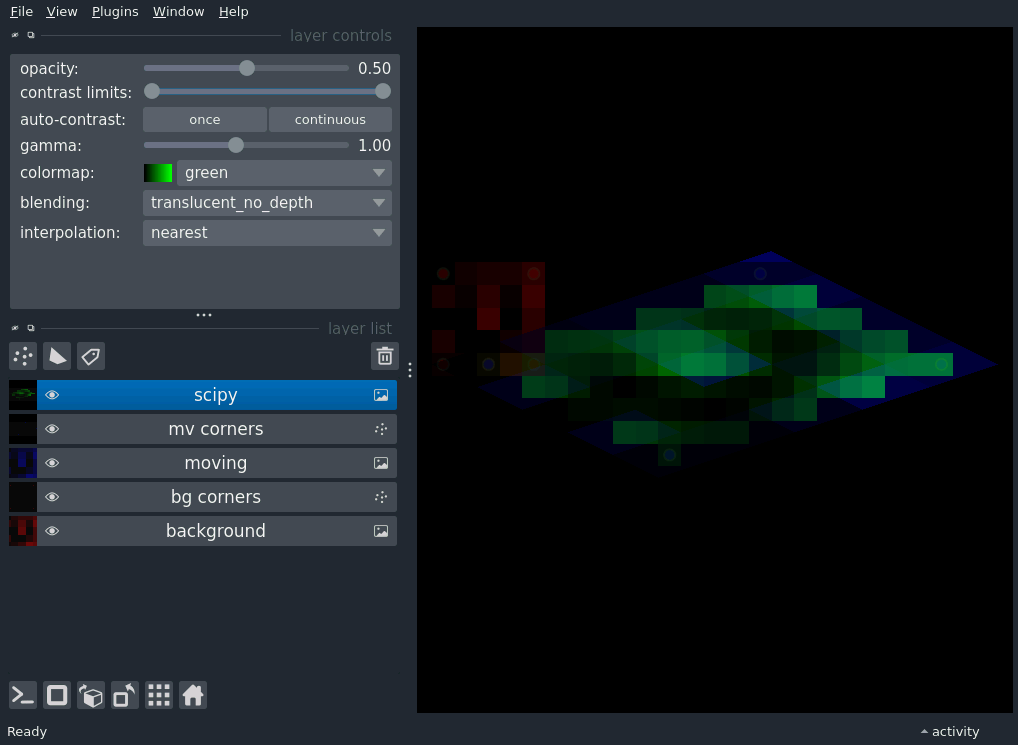 File View Plugins Window Help
layer controls
opacity: 0.50
contrast limits:
auto-contrast: once continuous
gamma: 1.00
colormap: green
blending: translucent_no_depth
interpolation: nearest
layer list
scipy
mv corners
moving
bg corners
background
Ready activity